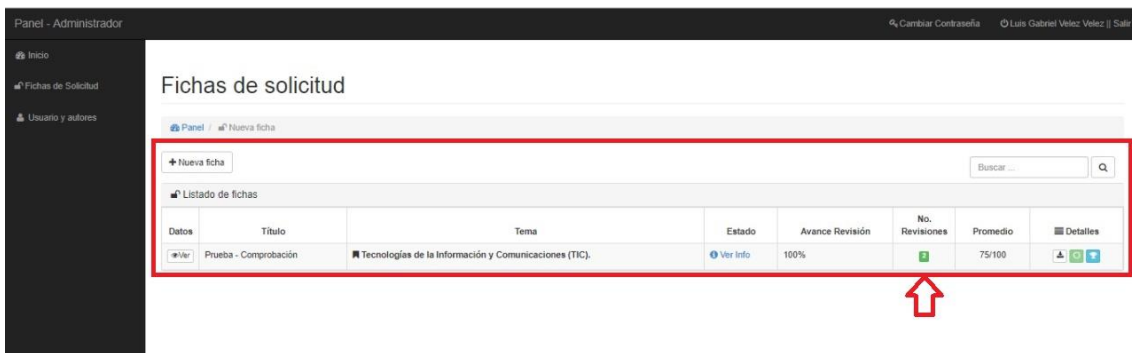 Panel - Administrador
Cambiar Contraseña
Luis Gabriel Velez Velez || Salir
Inicio
Fichas de Solicitud
Usuario y autores
Fichas de solicitud
Panel / Nueva ficha
+ Nueva ficha
Buscar ...
Listado de fichas
Datos Título Tema Estado Avance Revisión No. Revisiones Promedio Detalles
Ver Prueba - Comprobación Tecnologías de la Información y Comunicaciones (TIC). Ver Info 100% 2 75/100